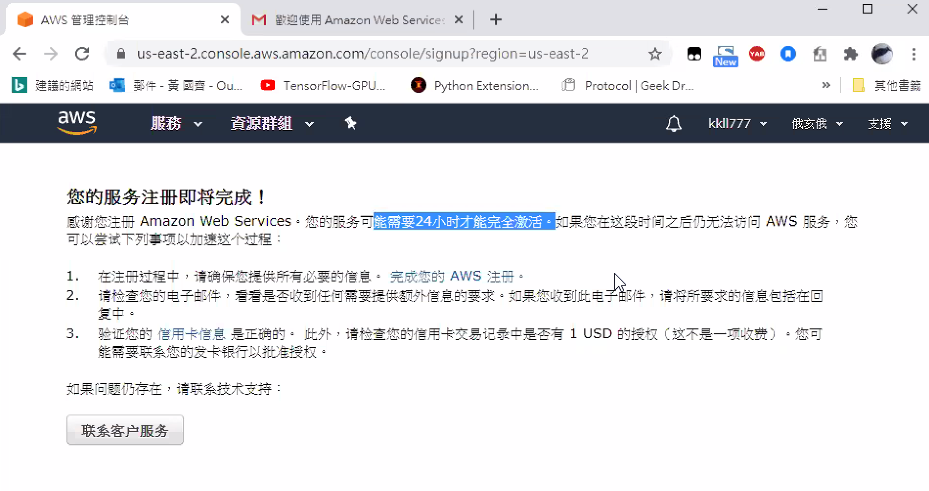 AWS 管理控制台
歡迎使用 Amazon Web Services
us-east-2.console.aws.amazon.com/console/signup?region=us-east-2
New
YAB
建議的網站
郵件 - 黃 國齊 - Ou...
TensorFlow-GPU...
Python Extension...
Protocol | Geek Dr...
»
其他書籤
aws
服務
資源群組
kkll777
俄亥俄
支援
您的服务注册即将完成！
感谢您注册 Amazon Web Services。您的服务可能需要24小时才能完全激活。如果您在这段时间之后仍无法访问 AWS 服务，您
可以尝试下列事项以加速这个过程：
1. 在注册过程中，请确保您提供所有必要的信息。 完成您的 AWS 注册。
2. 请检查您的电子邮件，看看是否收到任何需要提供额外信息的要求。如果您收到此电子邮件，请将所要求的信息包括在回
复中。
3. 验证您的 信用卡信息 是正确的。 此外，请检查您的信用卡交易记录中是否有 1 USD 的授权（这不是一项收费）。您可
能需要联系您的发卡银行以批准授权。
如果问题仍存在，请联系技术支持：
联系客户服务